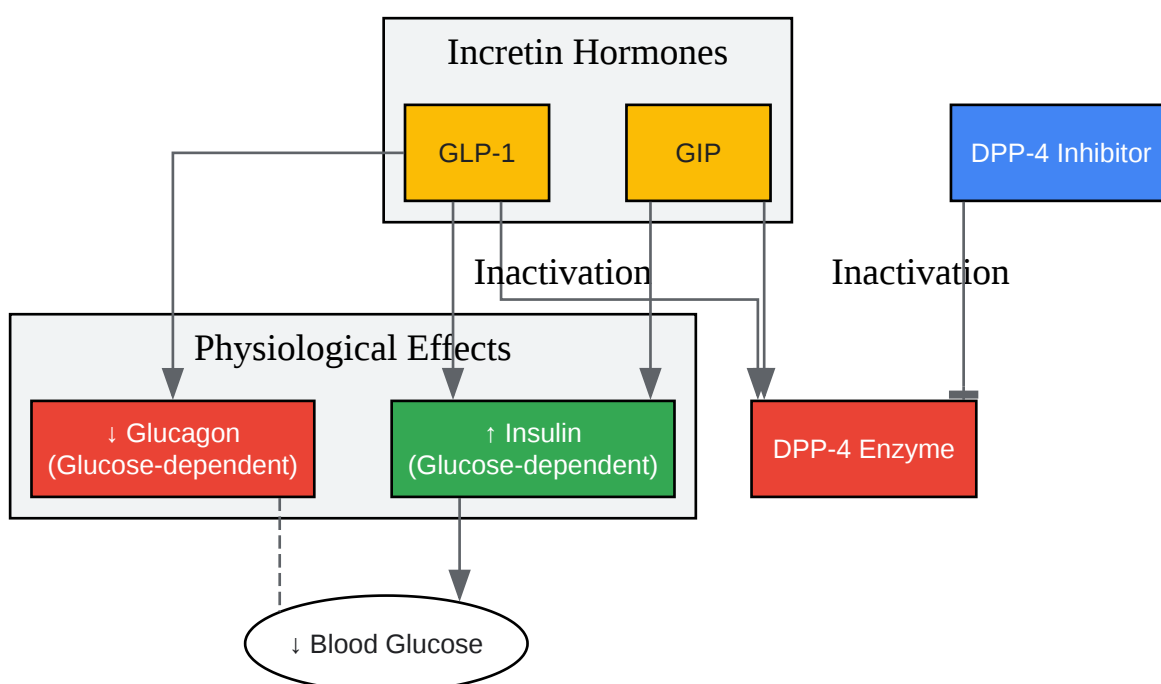 Incretin Hormones
GLP-1
GIP
DPP-4 Inhibitor
Inactivation
Inactivation
Physiological Effects
↓ Glucagon
(Glucose-dependent)
↑ Insulin
(Glucose-dependent)
DPP-4 Enzyme
↓ Blood Glucose